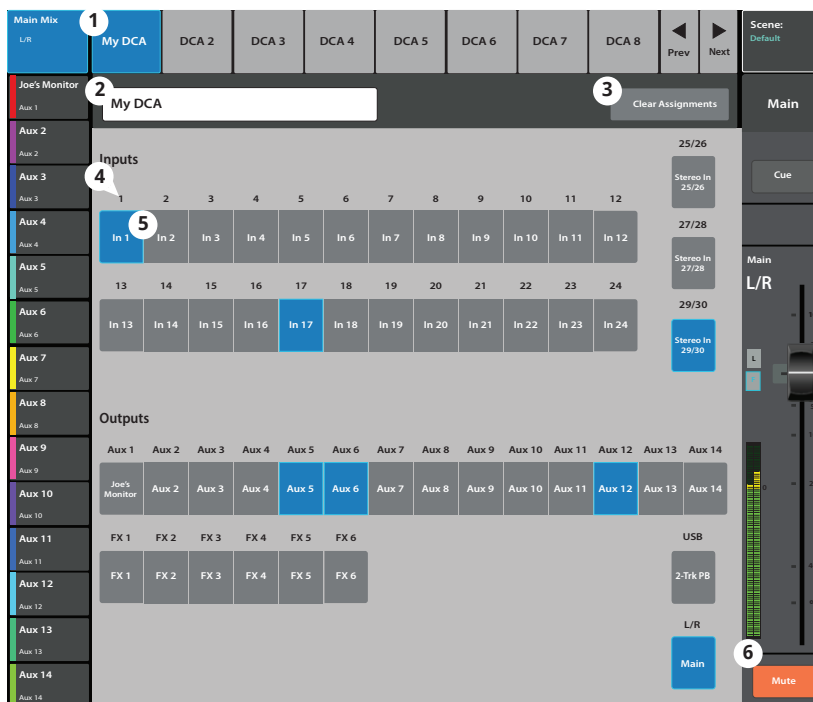 Main Mix
L/R
1
My DCA
DCA 2
DCA 3
DCA 4
DCA 5
DCA 6
DCA 7
DCA 8
Prev
Next
Scene:
Default
Joe's Monitor
Aux 1
Aux 2
Aux 2
Aux 3
Aux 3
Aux 4
Aux 4
Aux 5
Aux 5
Aux 6
Aux 6
Aux 7
Aux 7
Aux 8
Aux 8
Aux 9
Aux 9
Aux 10
Aux 10
Aux 11
Aux 11
Aux 12
Aux 12
Aux 13
Aux 13
Aux 14
Aux 14
2
My DCA
3
Clear Assignments
Inputs
4
1 2 3 4 5 6 7 8 9 10 11 12
5
In 1 In 2 In 3 In 4 In 5 In 6 In 7 In 8 In 9 In 10 In 11 In 12
13 14 15 16 17 18 19 20 21 22 23 24
In 13 In 14 In 15 In 16 In 17 In 18 In 19 In 20 In 21 In 22 In 23 In 24
25/26
Stereo In
25/26
27/28
Stereo In
27/28
29/30
Stereo In
29/30
Outputs
Aux 1 Aux 2 Aux 3 Aux 4 Aux 5 Aux 6 Aux 7 Aux 8 Aux 9 Aux 10 Aux 11 Aux 12 Aux 13 Aux 14
Joe's
Monitor
Aux 2 Aux 3 Aux 4 Aux 5 Aux 6 Aux 7 Aux 8 Aux 9 Aux 10 Aux 11 Aux 12 Aux 13 Aux 14
FX 1 FX 2 FX 3 FX 4 FX 5 FX 6
FX 1 FX 2 FX 3 FX 4 FX 5 FX 6
USB
2-Trk PB
L/R
Main
Main
Cue
Main
L/R
L
0
6
Mute